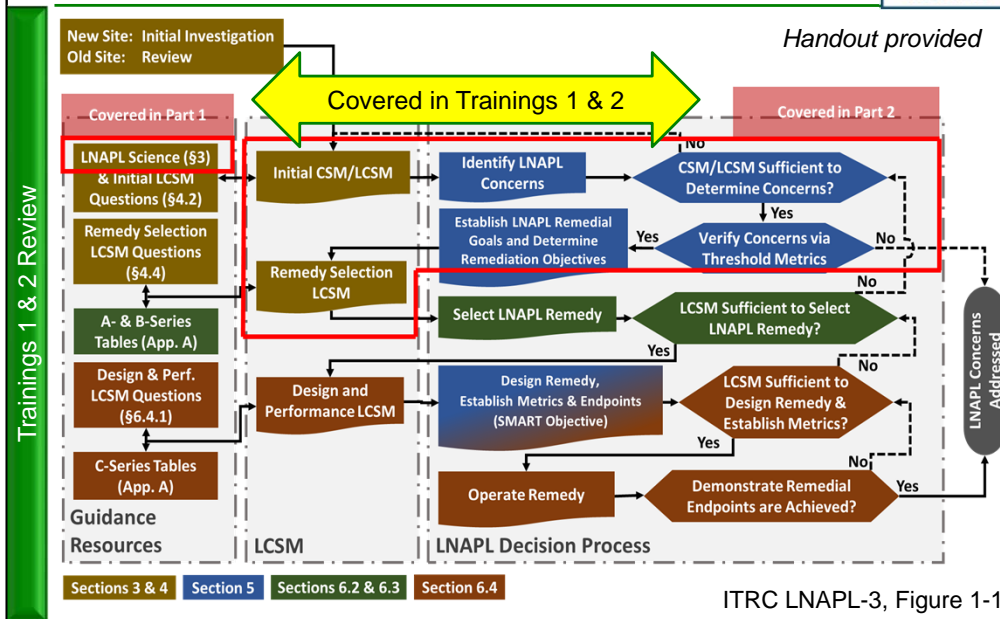 New Site: Initial Investigation
Old Site: Review
Handout provided
Covered in Trainings 1 & 2
Covered in Part 1
Covered in Part 2
Trainings 1 & 2 Review
LNAPL Science (§3)
& Initial LCSM
Questions (§4.2)
Initial CSM/LCSM
Identify LNAPL
Concerns
No
CSM/LCSM Sufficient to
Determine Concerns?
Yes
Remedy Selection
LCSM Questions
(§4.4)
Establish LNAPL Remedial
Goals and Determine
Remediation Objectives
Yes
Verify Concerns via
Threshold Metrics
No
Remedy Selection
LCSM
No
A- & B-Series
Tables (App. A)
Select LNAPL Remedy
LCSM Sufficient to Select
LNAPL Remedy?
Yes
No
LNAPL Concerns
Addressed
Design & Perf.
LCSM Questions
(§6.4.1)
Design and
Performance LCSM
Design Remedy,
Establish Metrics & Endpoints
(SMART Objective)
LCSM Sufficient to
Design Remedy &
Establish Metrics?
Yes
No
C-Series Tables
(App. A)
Operate Remedy
Demonstrate Remedial
Endpoints are Achieved?
Yes
Guidance
Resources
LCSM
LNAPL Decision Process
Sections 3 & 4
Section 5
Sections 6.2 & 6.3
Section 6.4
ITRC LNAPL-3, Figure 1-1